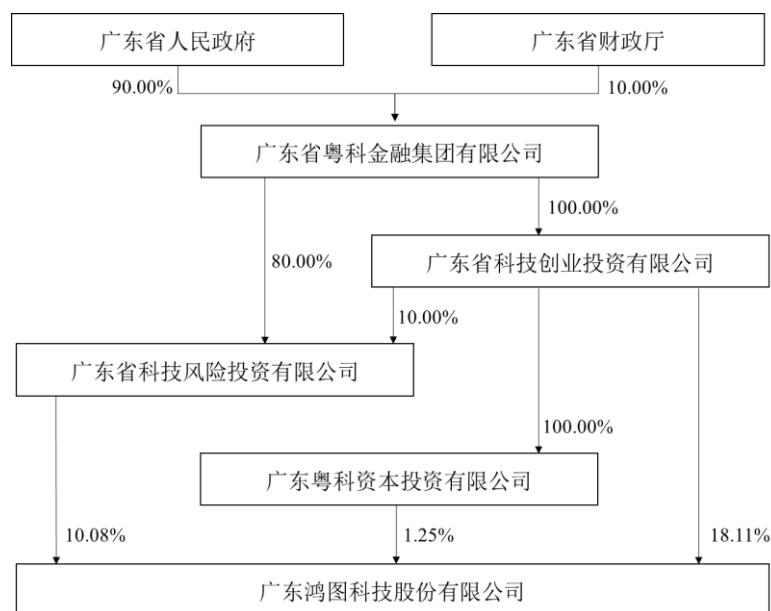 广东省人民政府
广东省财政厅
90.00%
10.00%
广东省粤科金融集团有限公司
100.00%
80.00%
广东省科技创业投资有限公司
10.00%
广东省科技风险投资有限公司
100.00%
广东粤科资本投资有限公司
10.08%
1.25%
18.11%
广东鸿图科技股份有限公司